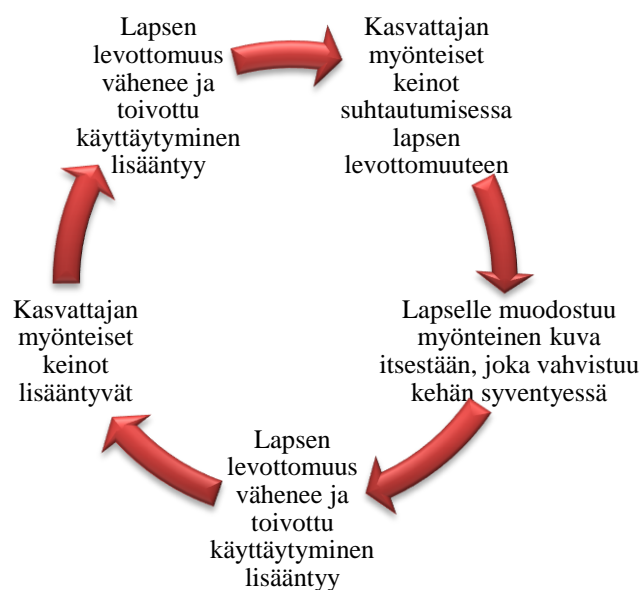 Lapsen
levottomuus
vähenee ja
toivottu
käyttäytyminen
lisääntyy
Kasvattajan
myönteiset
keinot
suhtautumisessa
lapsen
levottomuuteen
Lapselle muodostuu
myönteinen kuva
itsestään, joka vahvistuu
kehän syventyessä
Lapsen
levottomuus
vähenee ja
toivottu
käyttäytyminen
lisääntyy
Kasvattajan
myönteiset
keinot
lisääntyvät